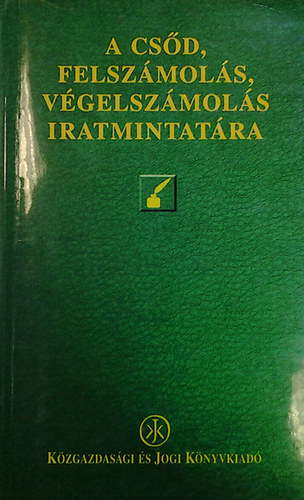 A CSŐD,
FELSZÁMOLÁS,
VÉGELSZÁMOLÁS
IRATMINTATÁRA
KJK
KÖZGAZDASÁGI ÉS JOGI KÖNYVKIADÓ